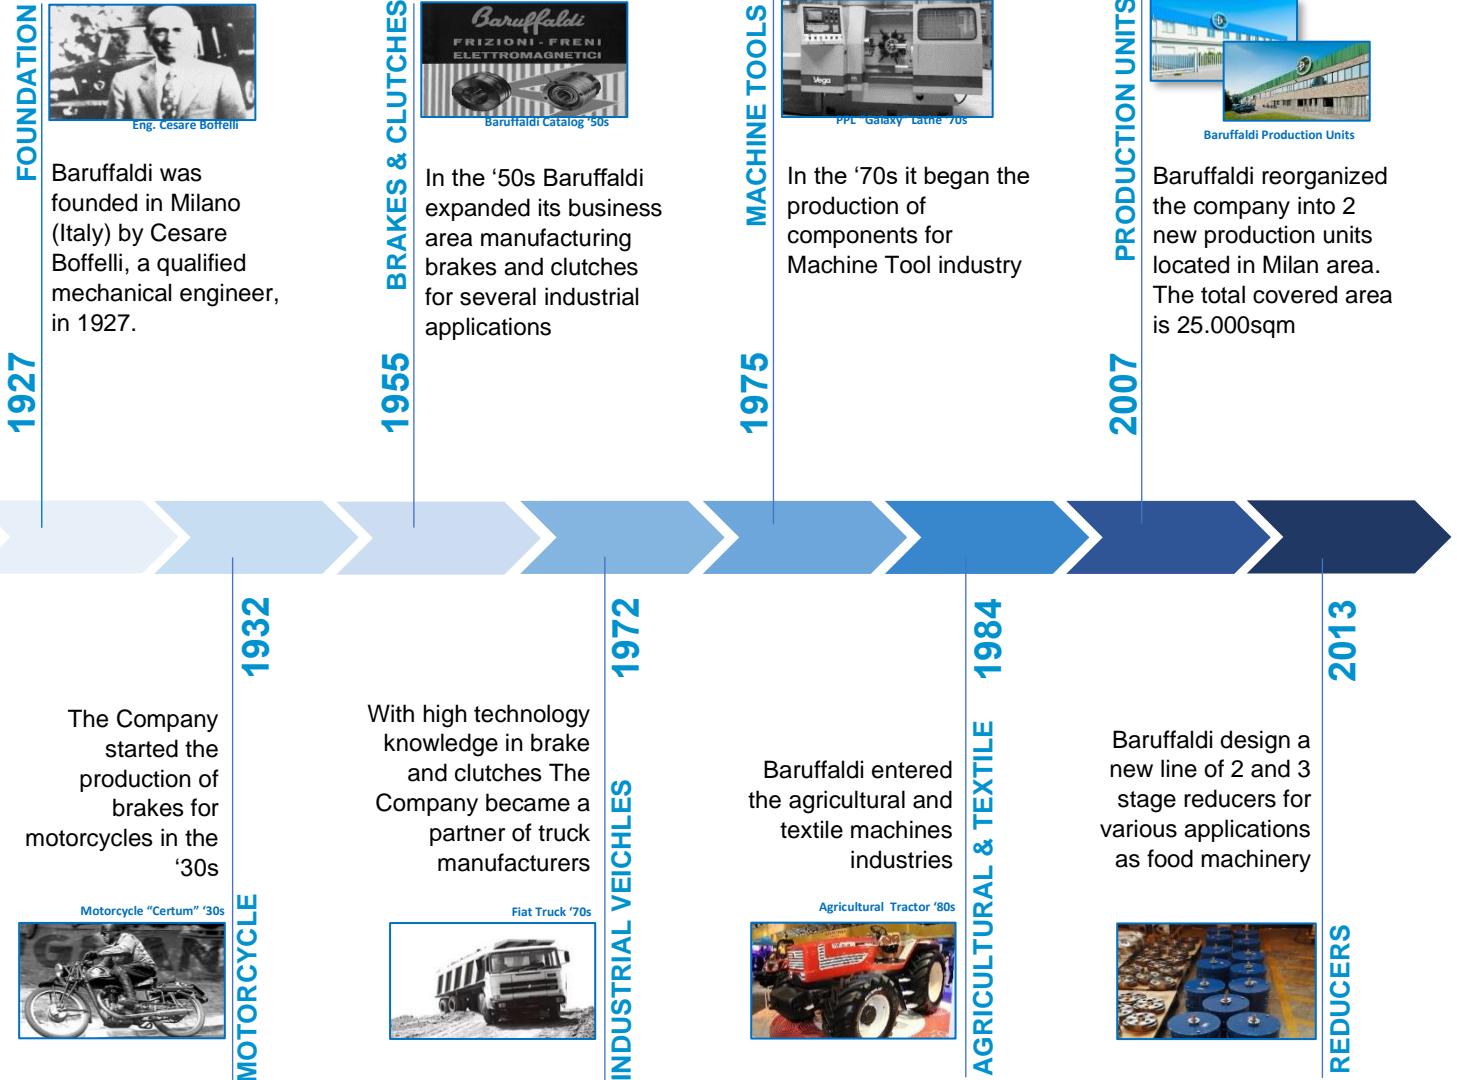 FOUNDATION
Eng. Cesare Boffelli
Baruffaldi was
founded in Milano
(Italy) by Cesare
Boffelli, a qualified
mechanical engineer,
in 1927.
1927
BRAKES & CLUTCHES
Baruffaldi
FRIZIONI - FRENI
ELETTROMAGNETICI
Baruffaldi Catalog ‘50s
In the ‘50s Baruffaldi
expanded its business
area manufacturing
brakes and clutches
for several industrial
applications
1955
MACHINE TOOLS
Vega
PPL "Galaxy" Lathe ‘70s
In the ‘70s it began the
production of
components for
Machine Tool industry
1975
PRODUCTION UNITS
Baruffaldi Production Units
Baruffaldi reorganized
the company into 2
new production units
located in Milan area.
The total covered area
is 25.000sqm
2007
1932
The Company
started the
production of
brakes for
motorcycles in the
‘30s
Motorcycle “Certum” ‘30s
MOTORCYCLE
1972
With high technology
knowledge in brake
and clutches The
Company became a
partner of truck
manufacturers
Fiat Truck ‘70s
INDUSTRIAL VEICHLES
1984
Baruffaldi entered
the agricultural and
textile machines
industries
Agricultural Tractor ‘80s
AGRICULTURAL & TEXTILE
2013
Baruffaldi design a
new line of 2 and 3
stage reducers for
various applications
as food machinery
REDUCERS